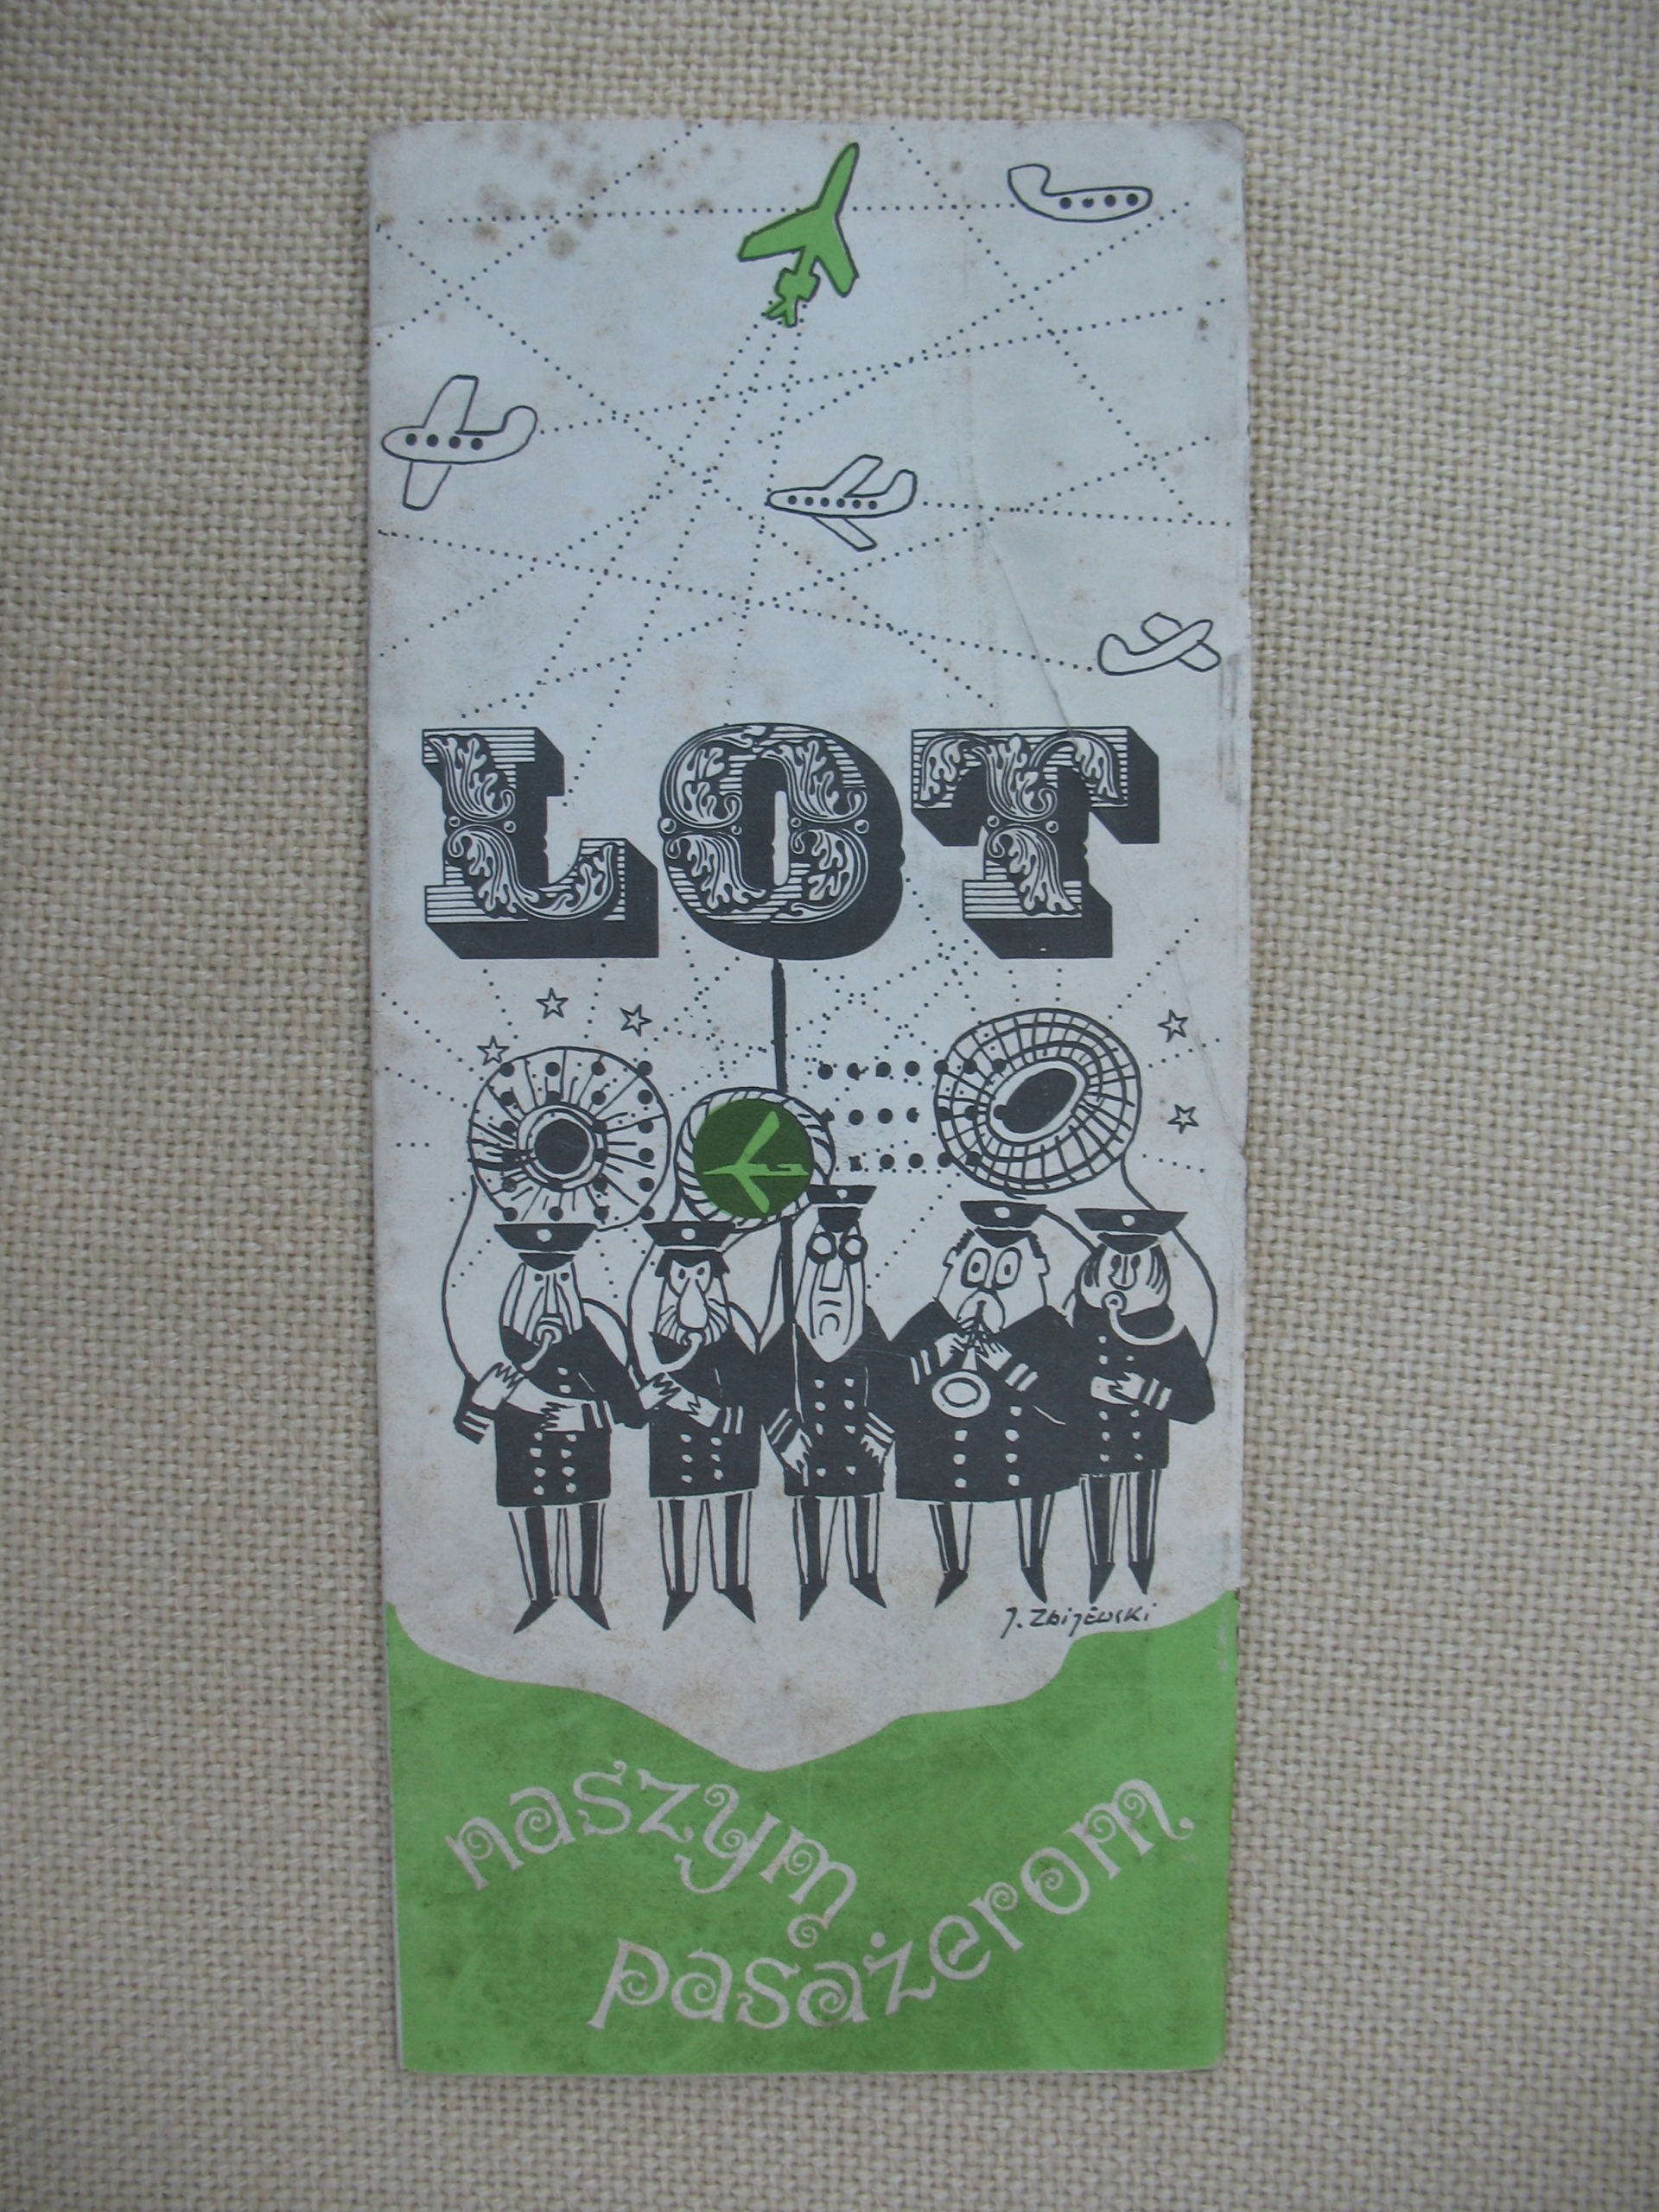 LOT
J. Zbijewski
naszym
pasażerom